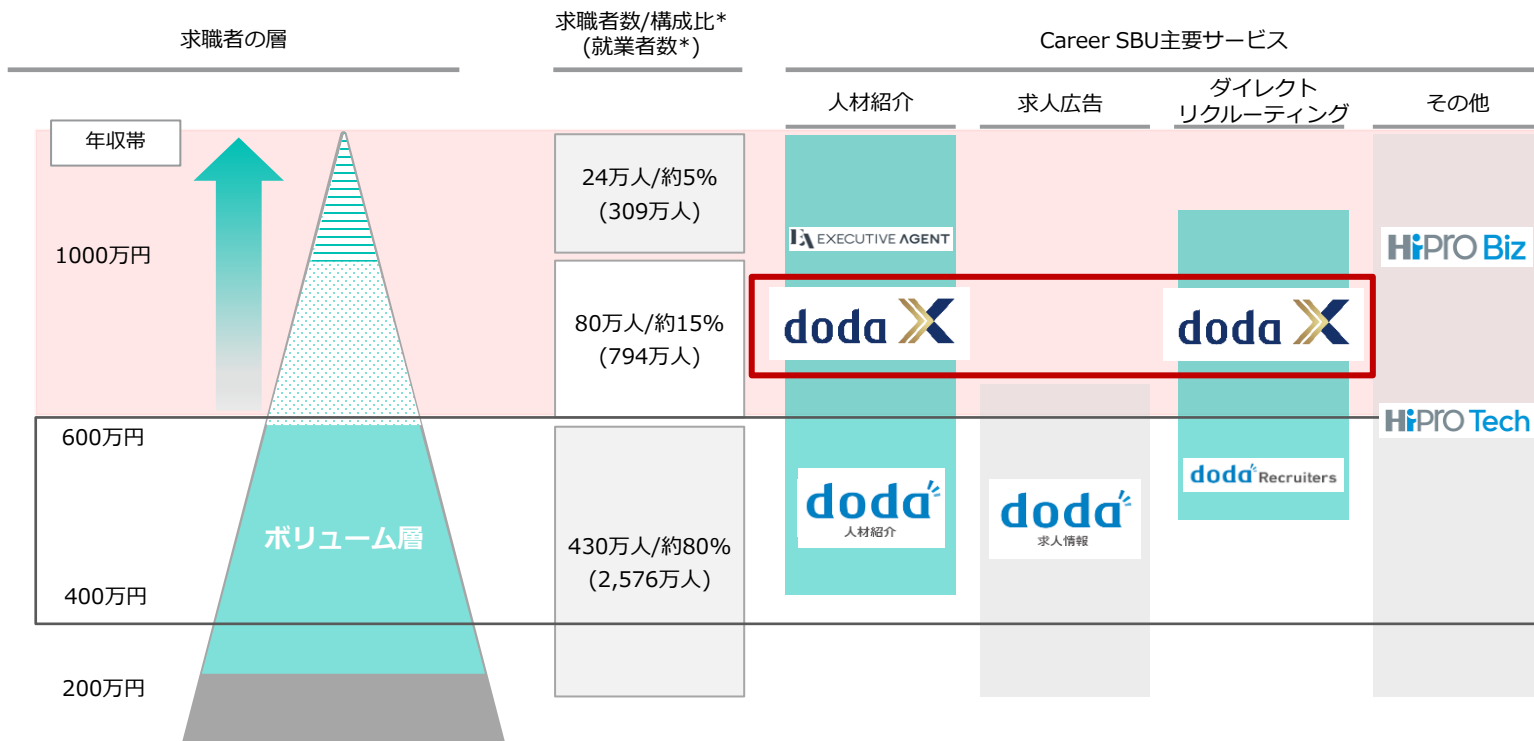 求職者の層
求職者数/構成比*
(就業者数*)
Career SBU主要サービス
人材紹介
求人広告
ダイレクト
リクルーティング
その他
年収帯
24万人/約5%
(309万人)
EA EXECUTIVE AGENT
HiPRO Biz
1000万円
80万人/約15%
(794万人)
doda X
doda X
600万円
HiPRO Tech
ボリューム層
430万人/約80%
(2,576万人)
doda
人材紹介
doda
求人情報
doda Recruiters
400万円
200万円